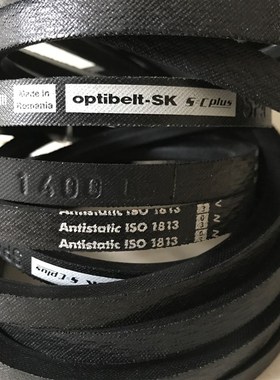 Made in
Romania
optibelt-SK S=C plus
1400 L
Antistatic ISO 1813
Antistatic ISO 1813
Antistatic ISO 1813
S=C plus